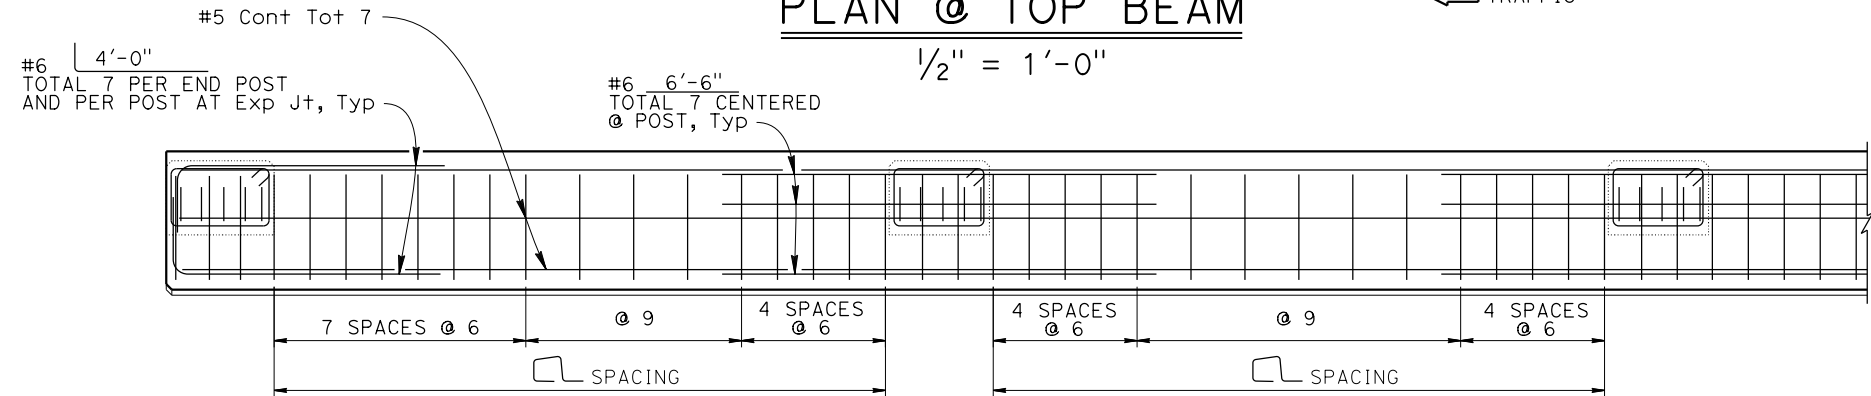 #5 Cont Tot 7
PLAN @ TOP BEAM
TRAFFIC
1/2" = 1'-0"
#6 4'-0"
TOTAL 7 PER END POST
AND PER POST AT Exp Jt, Typ
#6 6'-6"
TOTAL 7 CENTERED
@ POST, Typ
7 SPACES @ 6
@ 9
4 SPACES
@ 6
4 SPACES
@ 6
@ 9
4 SPACES
@ 6
SPACING
SPACING